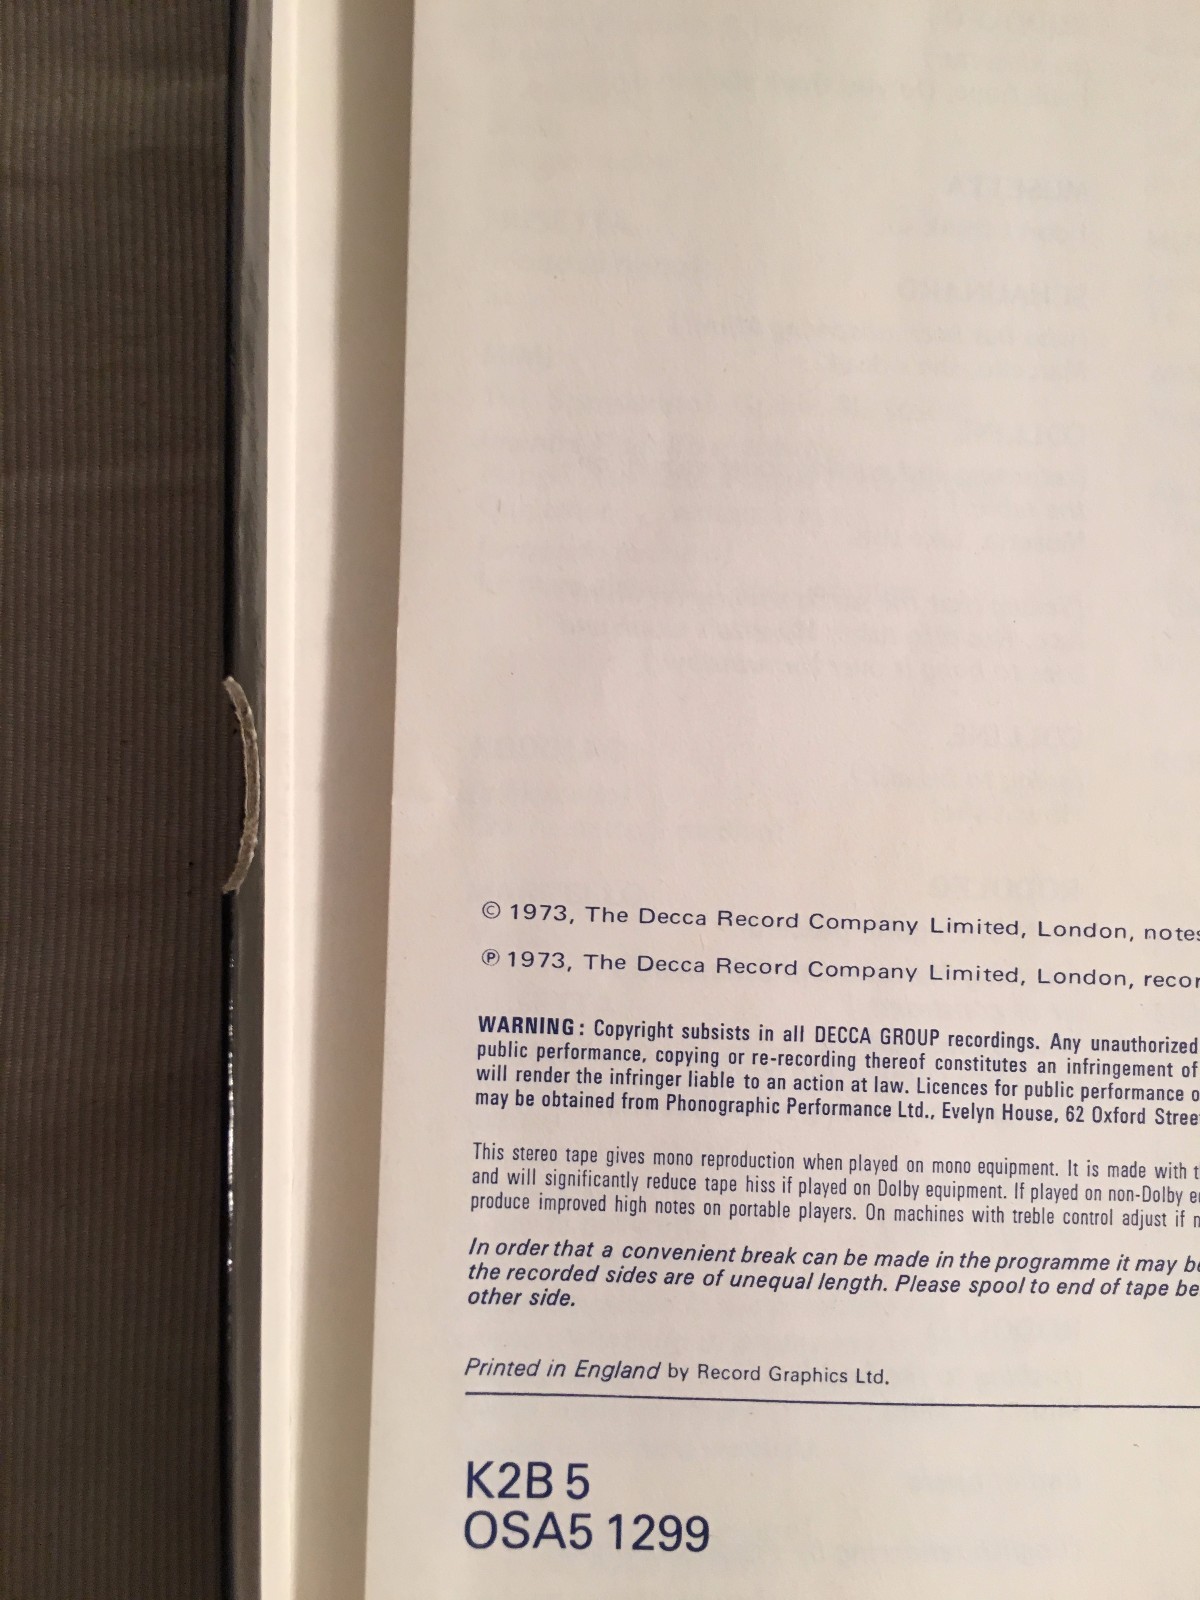 © 1973, The Decca Record Company Limited, London, notes
℗ 1973, The Decca Record Company Limited, London, recor
WARNING: Copyright subsists in all DECCA GROUP recordings. Any unauthorized
public performance, copying or re-recording thereof constitutes an infringement of
will render the infringer liable to an action at law. Licences for public performance o
may be obtained from Phonographic Performance Ltd., Evelyn House, 62 Oxford Stree
This stereo tape gives mono reproduction when played on mono equipment. It is made with t
and will significantly reduce tape hiss if played on Dolby equipment. If played on non-Dolby e
produce improved high notes on portable players. On machines with treble control adjust if n
In order that a convenient break can be made in the programme it may be
the recorded sides are of unequal length. Please spool to end of tape be
other side.
Printed in England by Record Graphics Ltd.
K2B 5
OSA5 1299